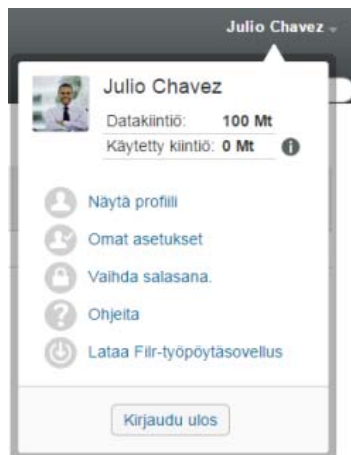 Julio Chavez
Julio Chavez
Datakiintiö: 100 Mt
Käytetty kiintiö: 0 Mt
Näytä profiili
Omat asetukset
Vaihda salasana.
Ohjeita
Lataa Filr-työpöytäsovellus
Kirjaudu ulos